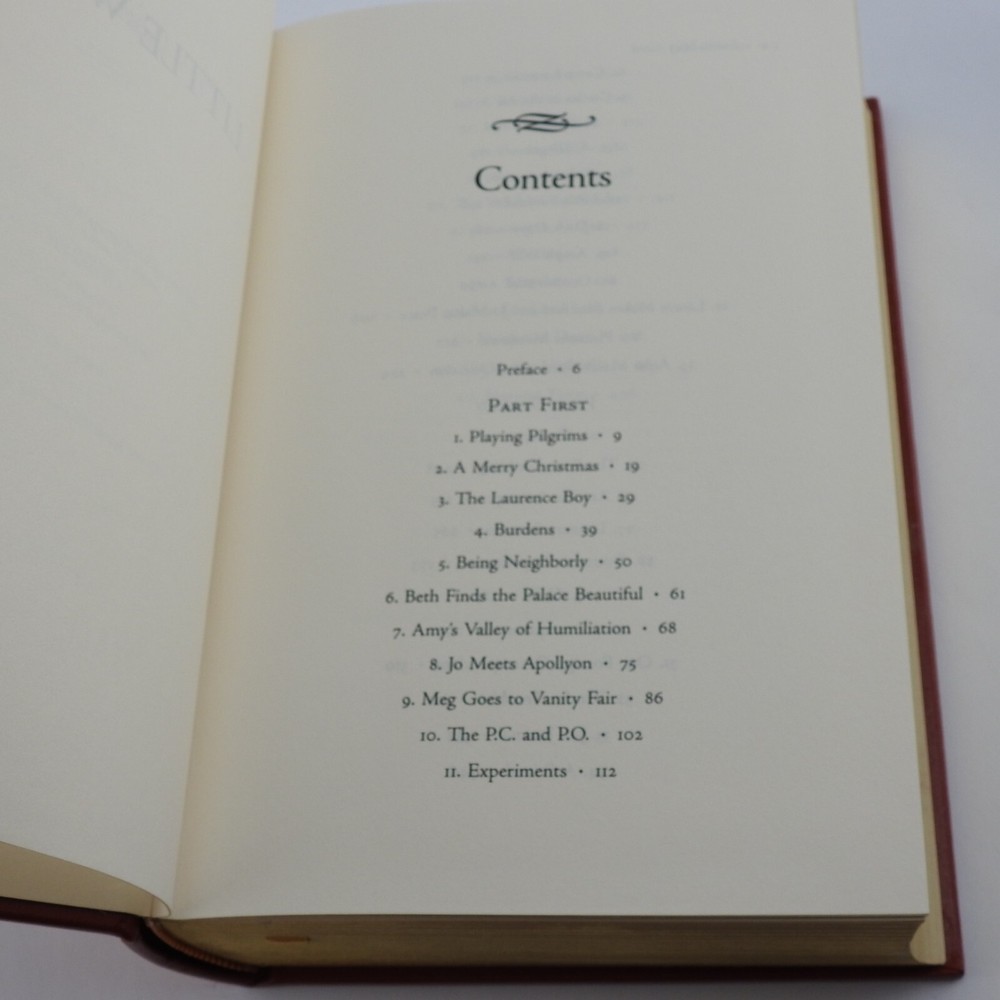 LITTLE W
Contents
Preface • 6
Part First
1. Playing Pilgrims • 9
2. A Merry Christmas • 19
3. The Laurence Boy • 29
4. Burdens • 39
5. Being Neighborly • 50
6. Beth Finds the Palace Beautiful • 61
7. Amy's Valley of Humiliation • 68
8. Jo Meets Apollyon • 75
9. Meg Goes to Vanity Fair • 86
10. The P.C. and P.O. • 102
11. Experiments • 112